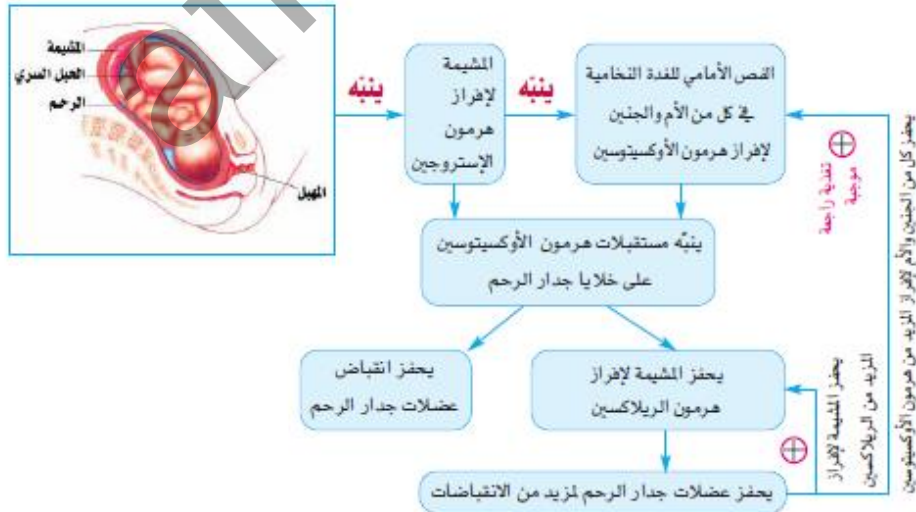 المشيمة
الحبل السري
الرحم
المهبل
ينبّه
المشيمة
لإفراز
هرمون
الإستروجين
ينبّه
الفص الأمامي للغدة النخامية
في كل من الأم والجنين
لإفراز هرمون الأوكسيتوسين
تغذية راجعة
موجبة
يحفز كل من الجنين والأم لإفراز المزيد من هرمون الأوكسيتوسين
ينبّه مستقبلات هرمون الأوكسيتوسين
على خلايا جدار الرحم
يحفز انقباض
عضلات جدار الرحم
يحفز المشيمة لإفراز
هرمون الريلاكسين
يحفز المشيمة لإفراز
المزيد من الريلاكسين
يحفز عضلات جدار الرحم لمزيد من الانقباضات